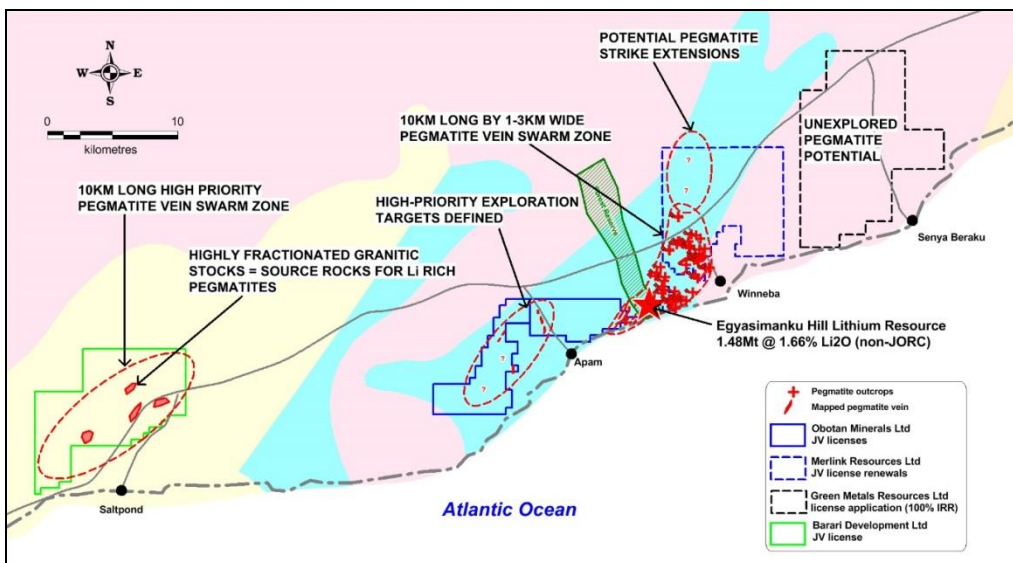 N
W E
S
0 10
kilometres
POTENTIAL PEGMATITE
STRIKE EXTENSIONS
10KM LONG BY 1-3KM WIDE
PEGMATITE VEIN SWARM ZONE
UNEXPLORED
PEGMATITE
POTENTIAL
10KM LONG HIGH PRIORITY
PEGMATITE VEIN SWARM ZONE
HIGH-PRIORITY EXPLORATION
TARGETS DEFINED
HIGHLY FRACTIONATED GRANITIC
STOCKS = SOURCE ROCKS FOR Li RICH
PEGMATITES
?
?
?
?
Senya Beraku
Winneba
Egyasimanku Hill Lithium Resource
1.48Mt @ 1.66% Li2O (non-JORC)
Apam
Saltpond
Atlantic Ocean
Pegmatite outcrops
Mapped pegmatite vein
Obotan Minerals Ltd
JV licenses
Merlink Resources Ltd
JV license renewals
Green Metals Resources Ltd
license application (100% IRR)
Barari Development Ltd
JV license